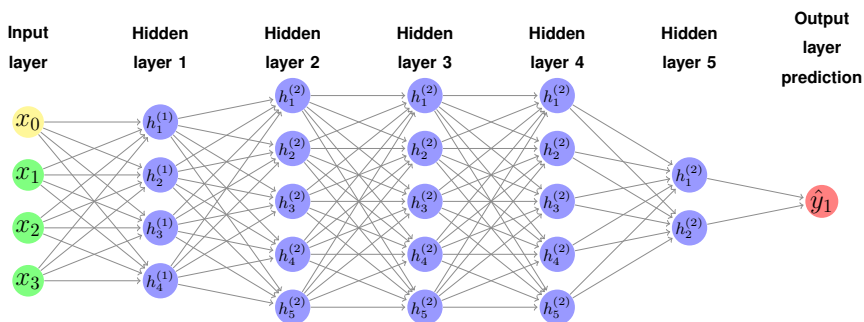 Input layer
Hidden layer 1
Hidden layer 2
Hidden layer 3
Hidden layer 4
Hidden layer 5
Output layer prediction
x₀
x₁
x₂
x₃
h₁⁽¹⁾
h₂⁽¹⁾
h₃⁽¹⁾
h₄⁽¹⁾
h₁⁽²⁾
h₂⁽²⁾
h₃⁽²⁾
h₄⁽²⁾
h₅⁽²⁾
h₁⁽²⁾
h₂⁽²⁾
h₃⁽²⁾
h₄⁽²⁾
h₅⁽²⁾
h₁⁽²⁾
h₂⁽²⁾
h₃⁽²⁾
h₄⁽²⁾
h₅⁽²⁾
h₁⁽²⁾
h₂⁽²⁾
ŷ₁